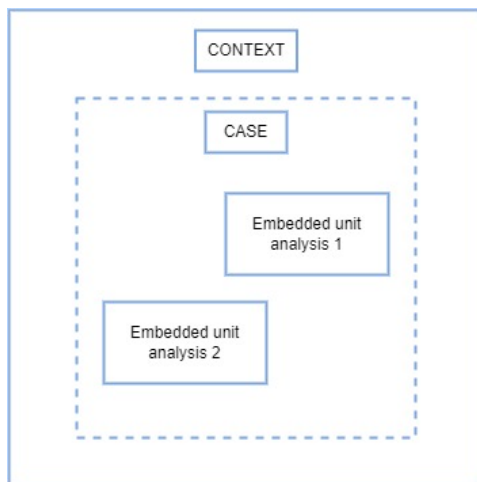 CONTEXT
CASE
Embedded unit
analysis 1
Embedded unit
analysis 2